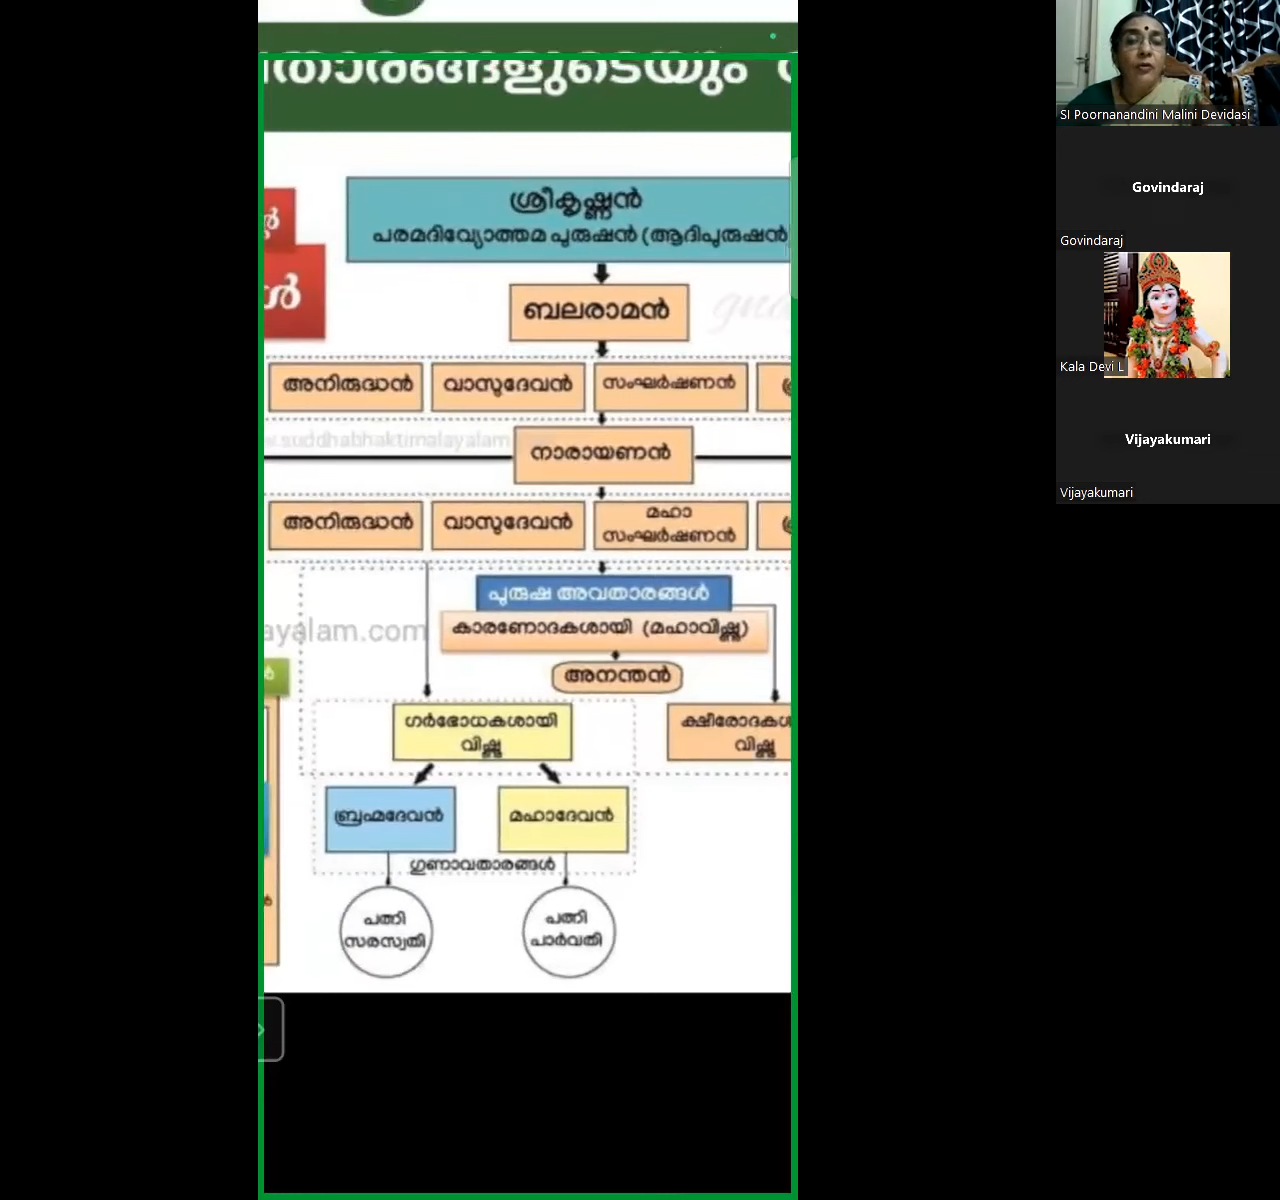 ശ്രീകൃഷ്ണൻ
പരമദിവ്യോത്തമ പുരുഷൻ (ആദിപുരുഷൻ)
ബലരാമൻ
അനിരുദ്ധൻ
വാസുദേവൻ
സംഘർഷണൻ
നാരായണൻ
അനിരുദ്ധൻ
വാസുദേവൻ
മഹാ
സംഘർഷണൻ
പുരുഷ അവതാരങ്ങൾ
കാരണോദകശായി (മഹാവിഷ്ണു)
അനന്തൻ
ഗർഭോധകശായി
വിഷ്ണു
വിഷ്ണു
ബ്രഹ്മദേവൻ
മഹാദേവൻ
ഗുണാവതാരങ്ങൾ
പത്നി
സരസ്വതി
പത്നി
പാർവതി
SI Poornanandini Malini Devidasi
Govindaraj
Govindaraj
Kala Devi L
Vijayakumari
Vijayakumari